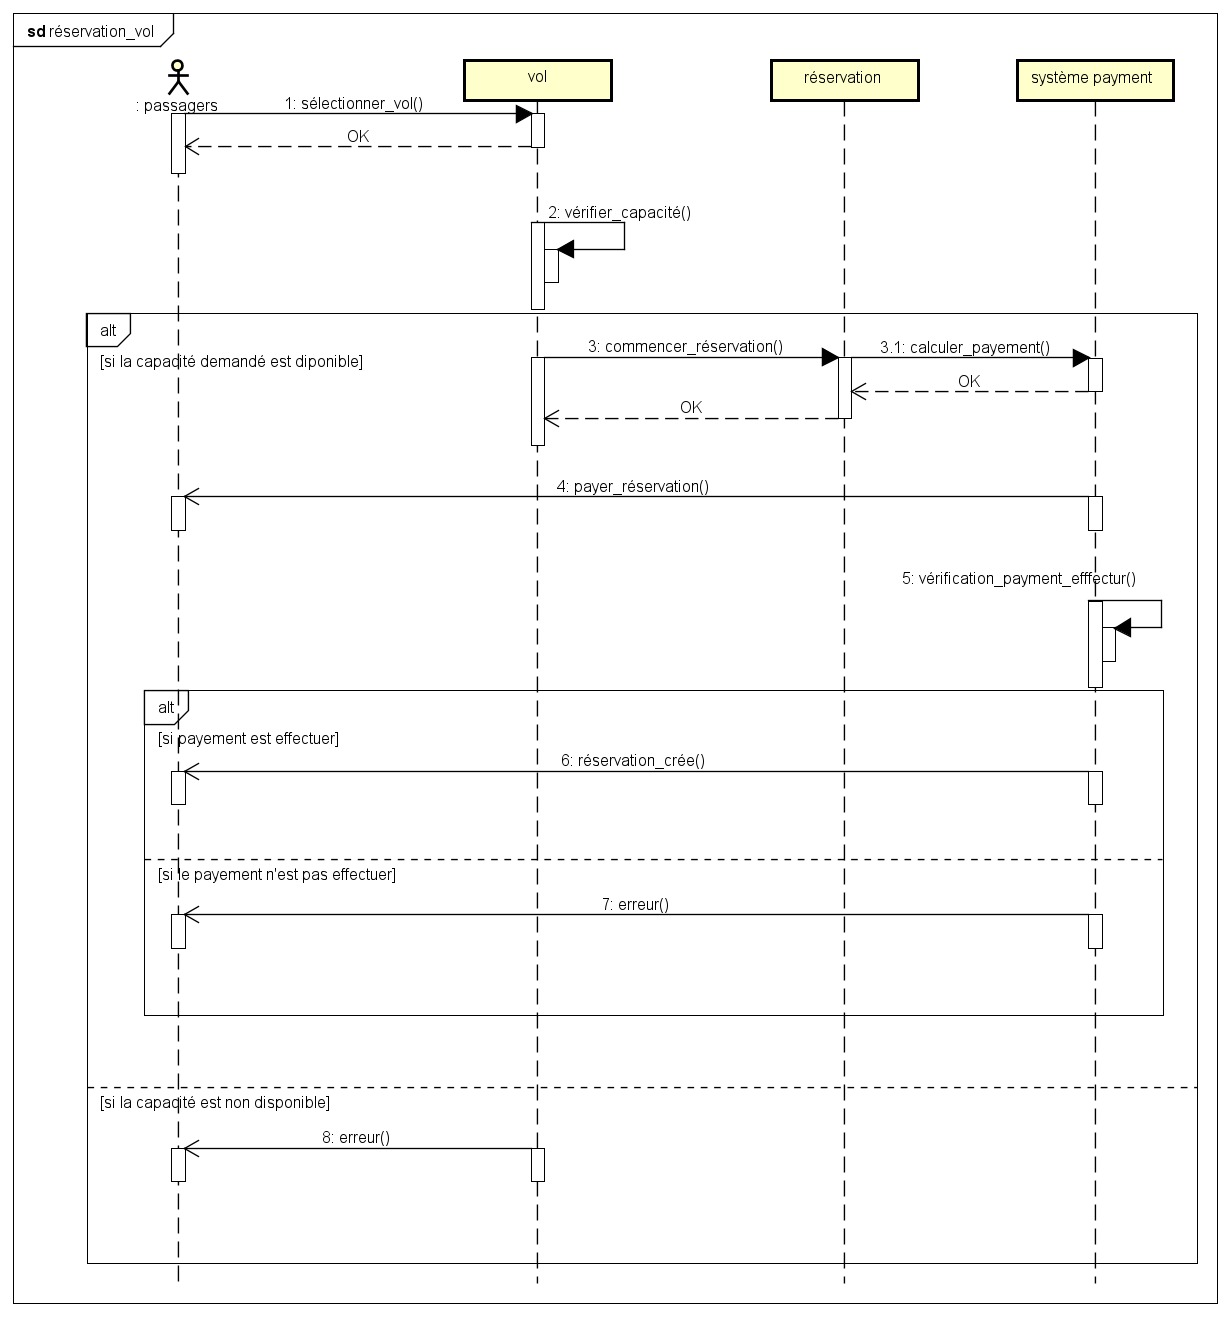 sd réservation_vol
vol
réservation
système payment
: passagers
1: sélectionner_vol()
OK
2: vérifier_capacité()
alt
[si la capacité demandé est diponible]
3: commencer_réservation()
3.1: calculer_payement()
OK
OK
4: payer_réservation()
5: vérification_payment_efffectur()
alt
[si payement est effectuer]
6: réservation_crée()
[si le payement n'est pas effectuer]
7: erreur()
[si la capacité est non disponible]
8: erreur()